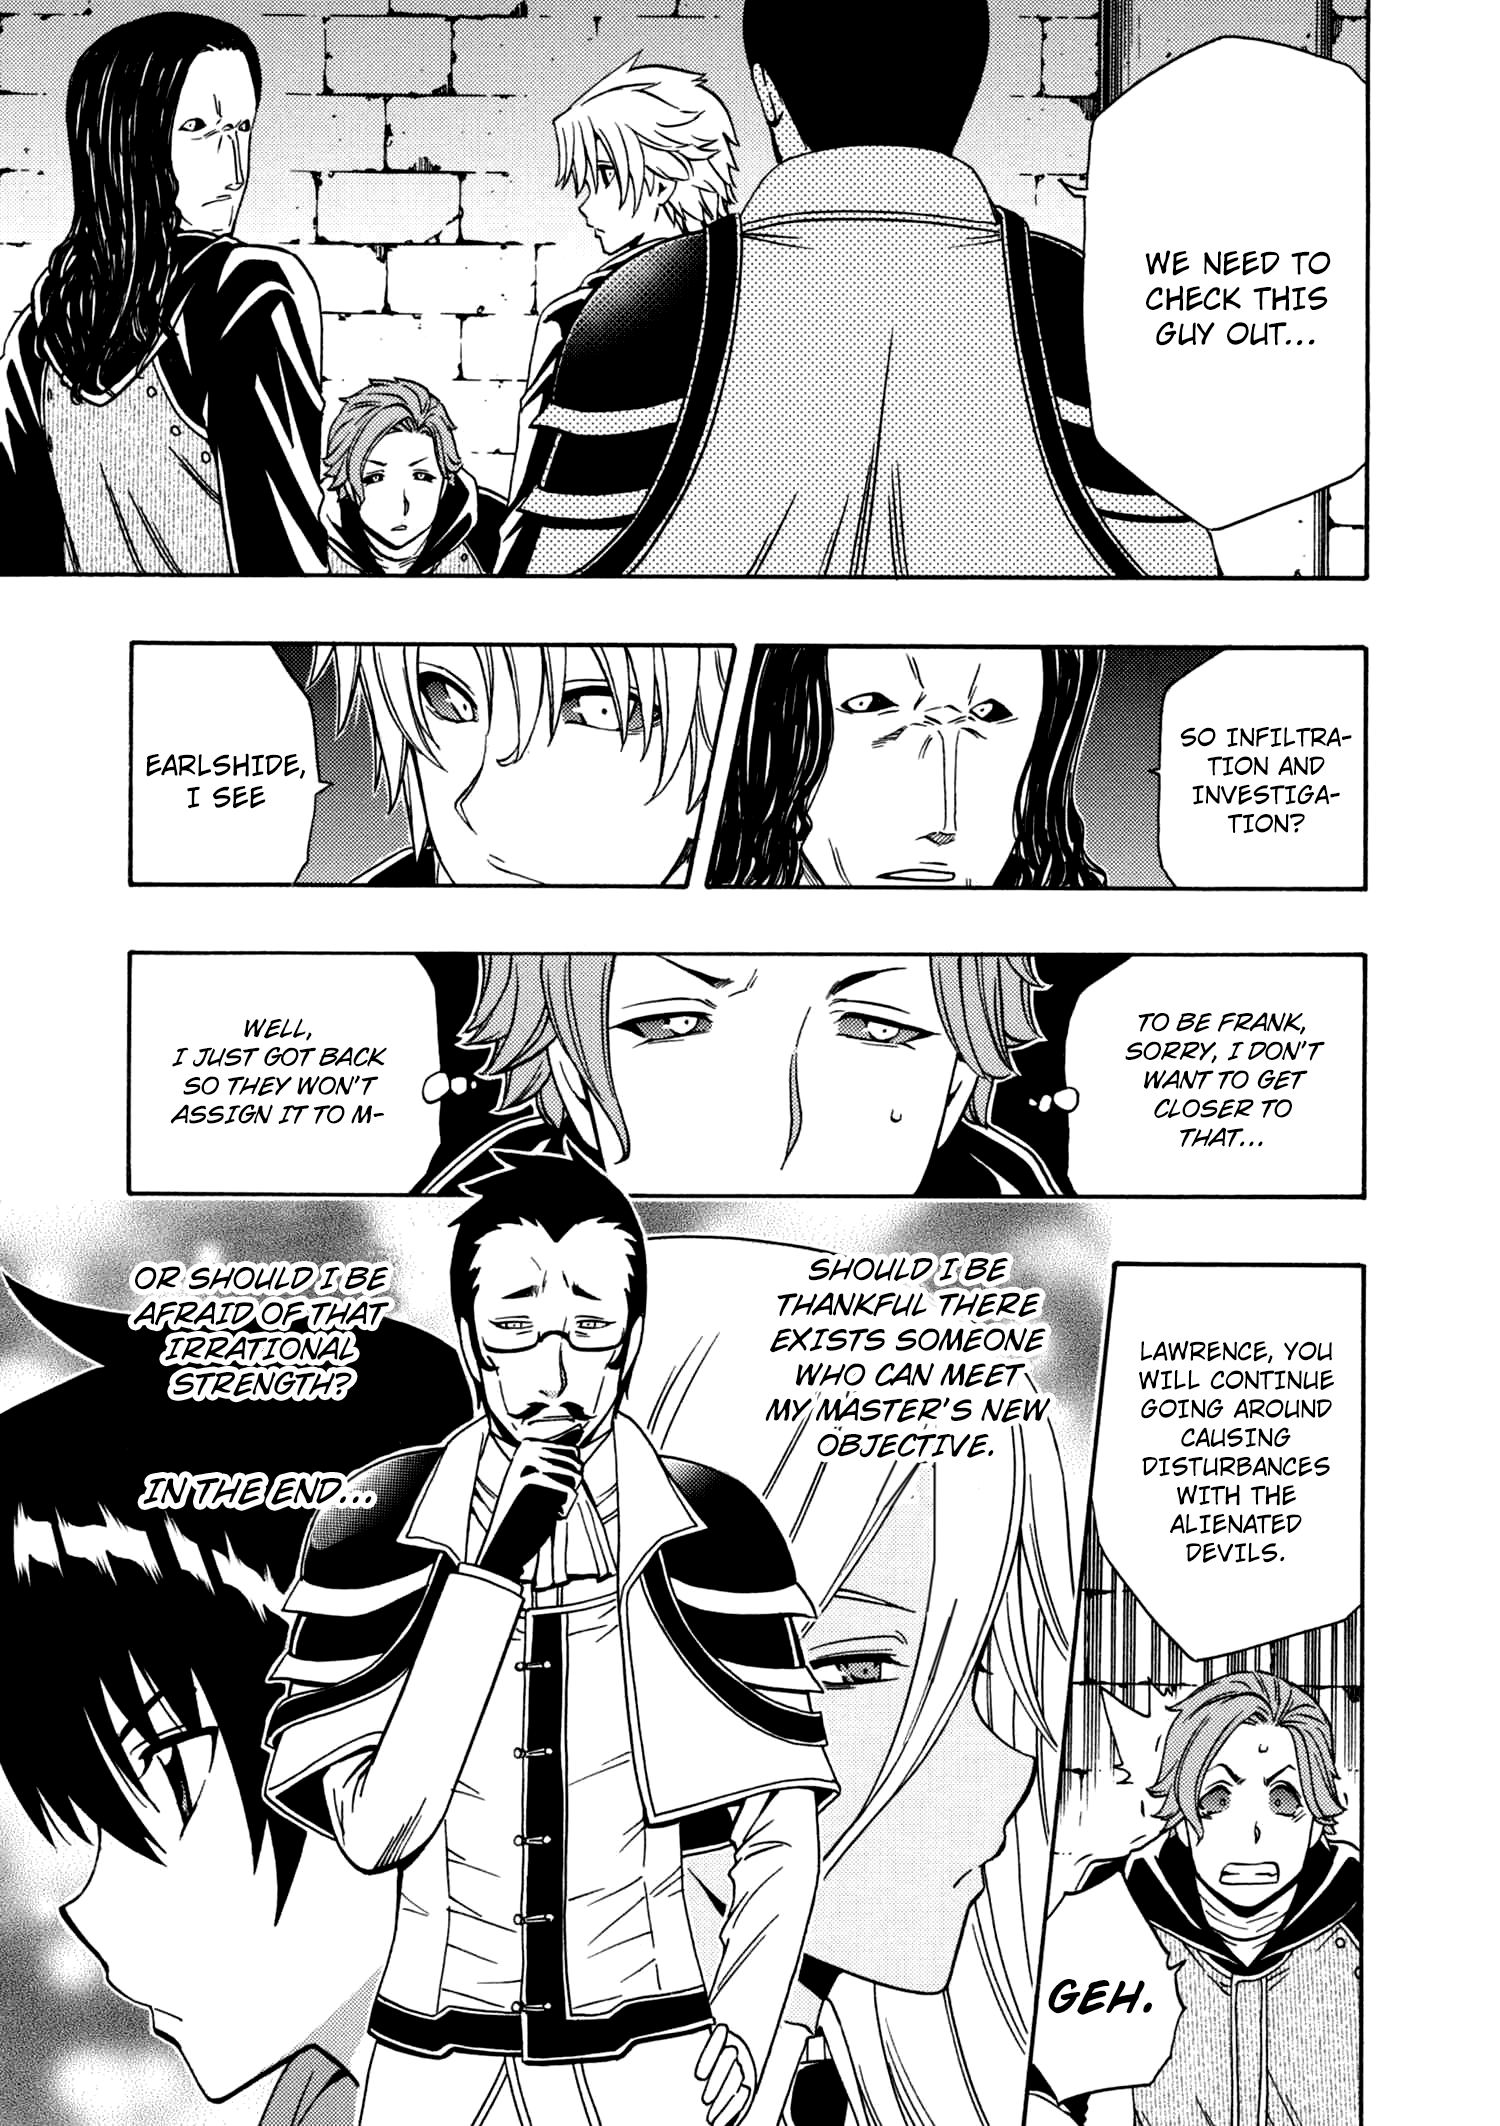 WE NEED TO
CHECK THIS
GUY OUT...
SO INFILTRA-
TION AND
INVESTIGA-
TION?
EARLSHIDE,
I SEE
TO BE FRANK,
SORRY, I DON'T
WANT TO GET
CLOSER TO
THAT...
WELL,
I JUST GOT BACK
SO THEY WON'T
ASSIGN IT TO M-
LAWRENCE, YOU
WILL CONTINUE
GOING AROUND
CAUSING
DISTURBANCES
WITH THE
ALIENATED
DEVILS.
GEH.
SHOULD I BE
THANKFUL THERE
EXISTS SOMEONE
WHO CAN MEET
MY MASTER'S NEW
OBJECTIVE.
OR SHOULD I BE
AFRAID OF THAT
IRRATIONAL
STRENGTH?
IN THE END...